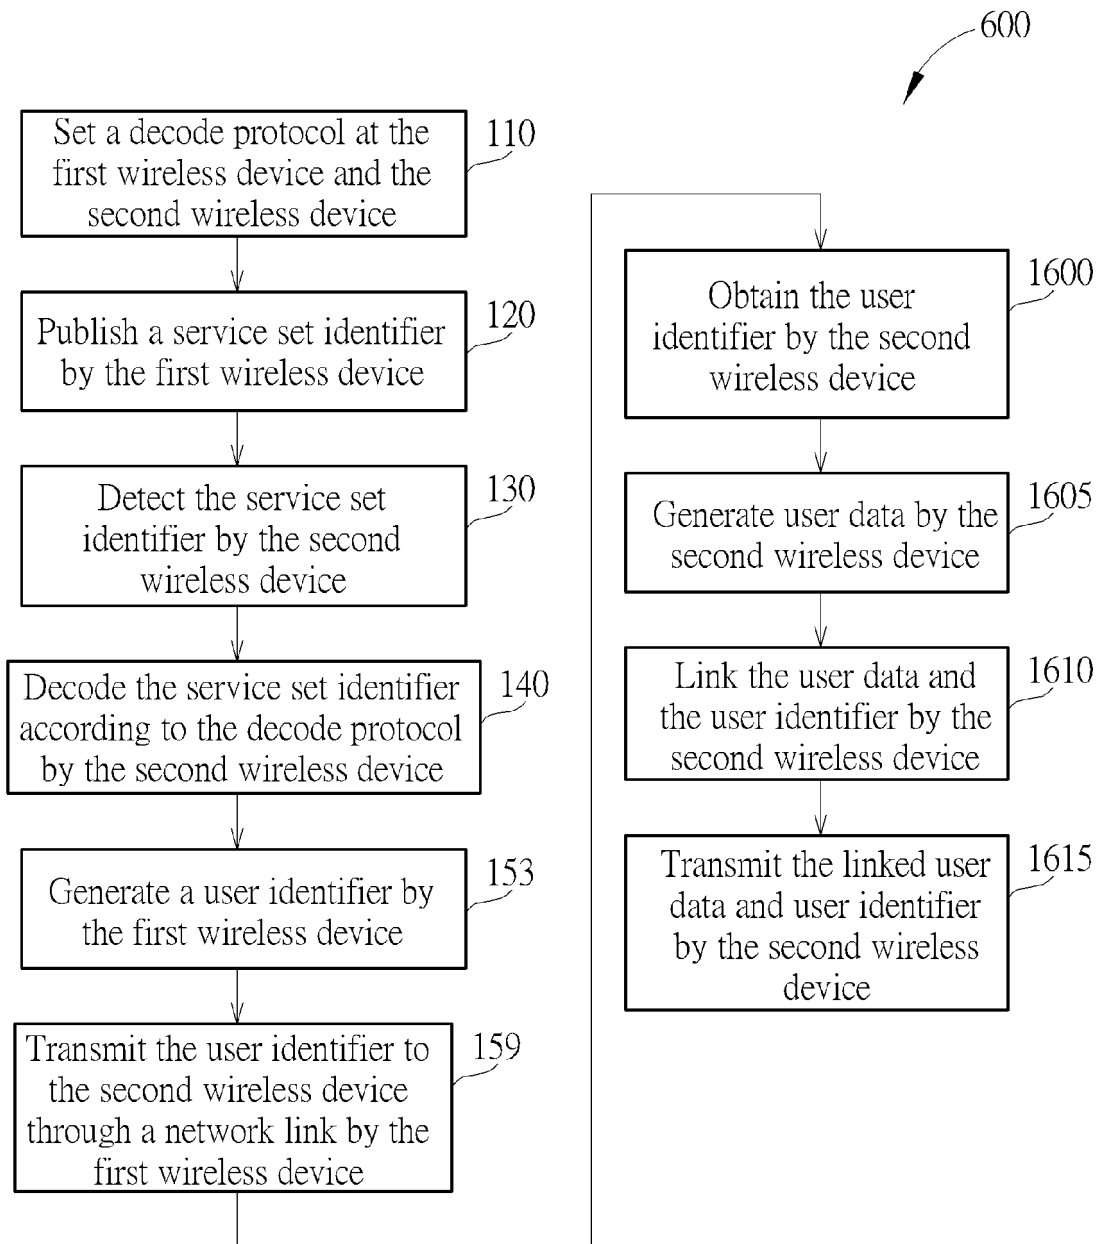 600
Set a decode protocol at the
first wireless device and the
second wireless device
110
Publish a service set identifier
by the first wireless device
120
Detect the service set
identifier by the second
wireless device
130
Decode the service set identifier
according to the decode protocol
by the second wireless device
140
Generate a user identifier by
the first wireless device
153
Transmit the user identifier to
the second wireless device
through a network link by the
first wireless device
159
Obtain the user
identifier by the second
wireless device
1600
Generate user data by the
second wireless device
1605
Link the user data and
the user identifier by the
second wireless device
1610
Transmit the linked user
data and user identifier
by the second wireless
device
1615